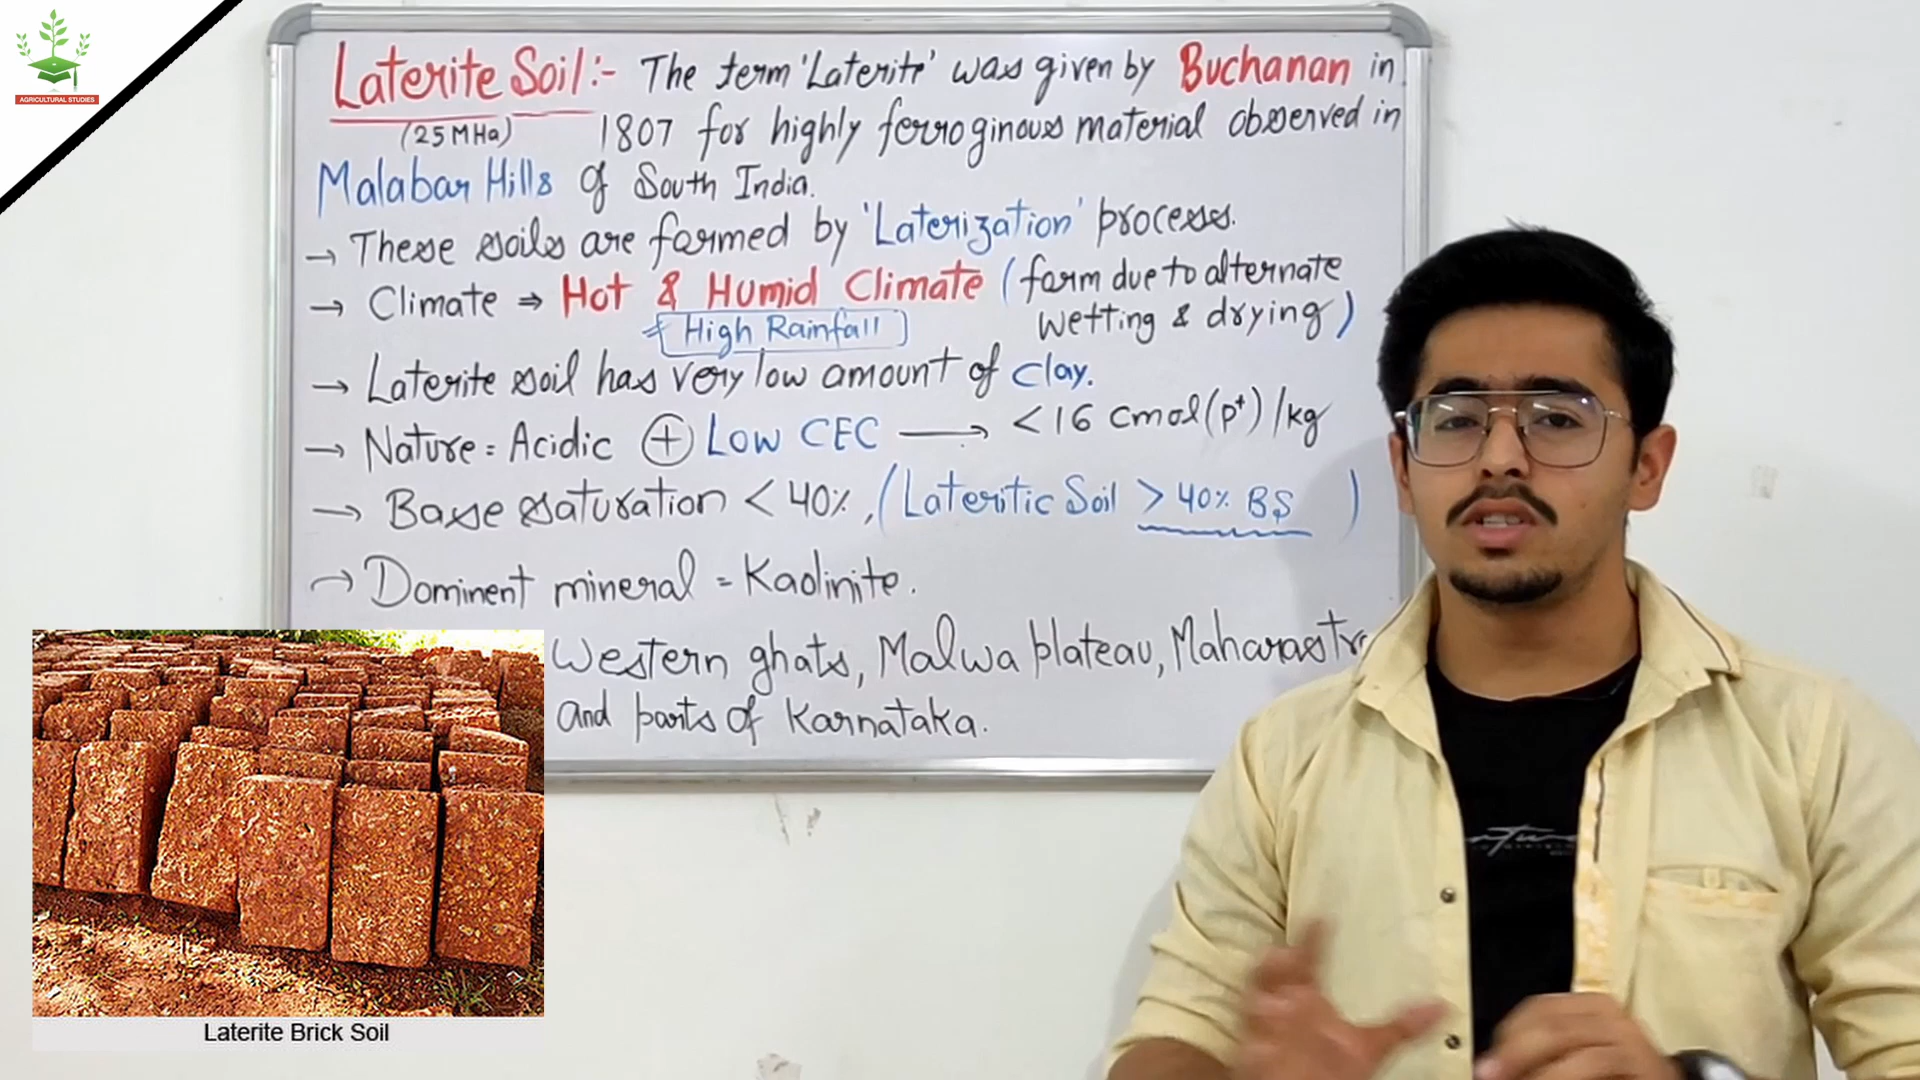 AGRICULTURAL STUDIES
Laterite Soil :- The term 'Laterite' was given by Buchanan in
(25 MHa) 1807 for highly ferroginous material observed in
Malabar Hills of South India.
→ These soils are formed by 'Laterization' process.
→ Climate ⇒ Hot & Humid Climate (form due to alternate
High Rainfall wetting & drying)
→ Laterite soil has very low amount of clay.
→ Nature = Acidic ⊕ Low CEC → <16 cmol(p+)/kg
→ Base saturation < 40%, (Lateritic Soil > 40% BS )
→ Dominent mineral = Kaolinite.
Western ghats, Malwa plateau, Maharastra
and parts of Karnataka.
Laterite Brick Soil